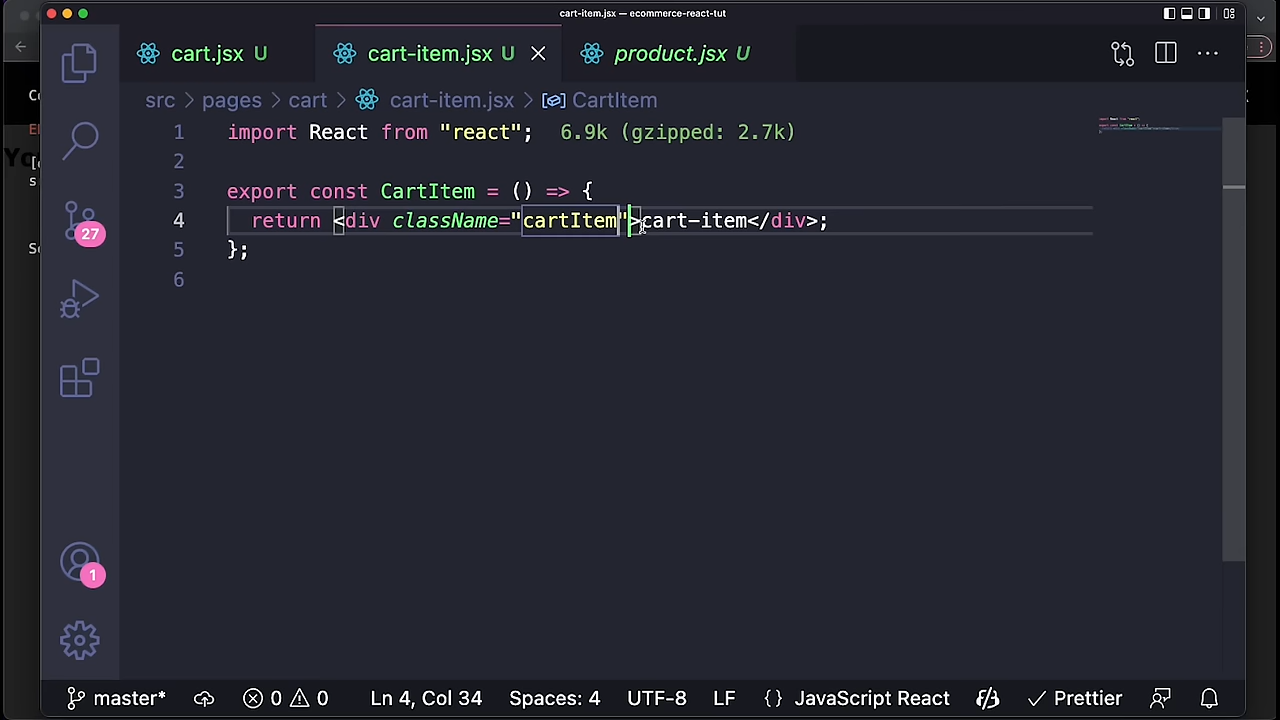 cart-item.jsx — ecommerce-react-tut
cart.jsx U
cart-item.jsx U
product.jsx U
src > pages > cart > cart-item.jsx > CartItem
1 import React from "react"; 6.9k (gzipped: 2.7k)
2
3 export const CartItem = () => {
4 return <div className="cartItem">cart-item</div>;
5 };
6
27
1
master* 0 0 Ln 4, Col 34 Spaces: 4 UTF-8 LF {} JavaScript React Prettier